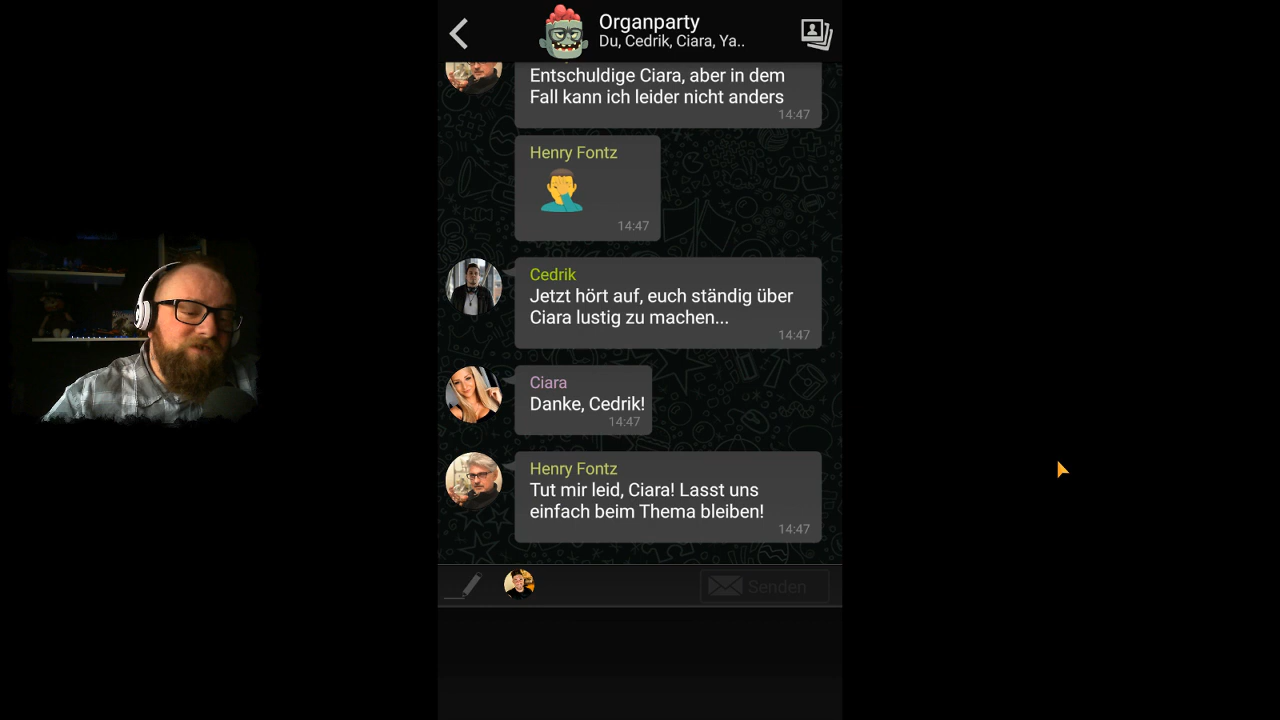 Organparty
Du, Cedrik, Ciara, Ya..
Entschuldige Ciara, aber in dem
Fall kann ich leider nicht anders
14:47
Henry Fontz
14:47
Cedrik
Jetzt hört auf, euch ständig über
Ciara lustig zu machen...
14:47
Ciara
Danke, Cedrik!
14:47
Henry Fontz
Tut mir leid, Ciara! Lasst uns
einfach beim Thema bleiben!
14:47
Senden